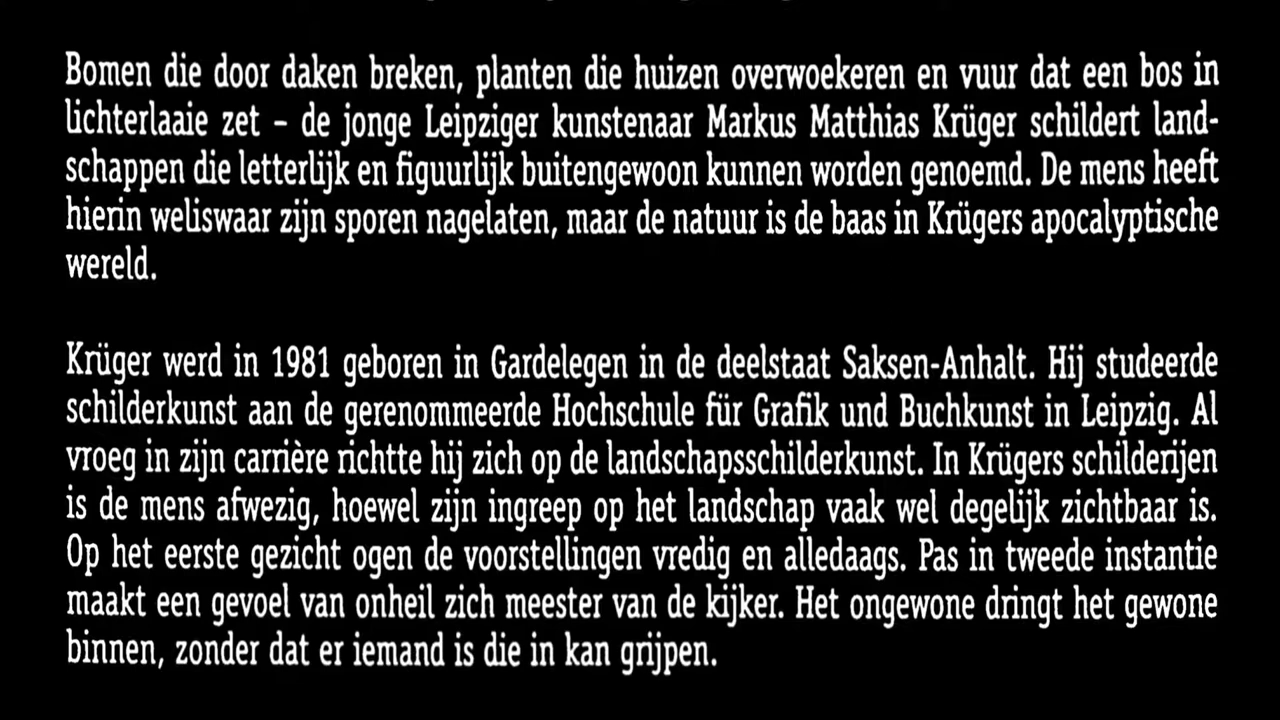 Bomen die door daken breken, planten die huizen overwoekeren en vuur dat een bos in
lichterlaaie zet – de jonge Leipziger kunstenaar Markus Matthias Krüger schildert land-
schappen die letterlijk en figuurlijk buitengewoon kunnen worden genoemd. De mens heeft
hierin weliswaar zijn sporen nagelaten, maar de natuur is de baas in Krügers apocalyptische
wereld.
Krüger werd in 1981 geboren in Gardelegen in de deelstaat Saksen-Anhalt. Hij studeerde
schilderkunst aan de gerenommeerde Hochschule für Grafik und Buchkunst in Leipzig. Al
vroeg in zijn carrière richtte hij zich op de landschapsschilderkunst. In Krügers schilderijen
is de mens afwezig, hoewel zijn ingreep op het landschap vaak wel degelijk zichtbaar is.
Op het eerste gezicht ogen de voorstellingen vredig en alledaags. Pas in tweede instantie
maakt een gevoel van onheil zich meester van de kijker. Het ongewone dringt het gewone
binnen, zonder dat er iemand is die in kan grijpen.